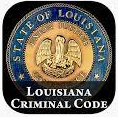 STATE OF LOUISIANA
LOUISIANA
CRIMINAL CODE